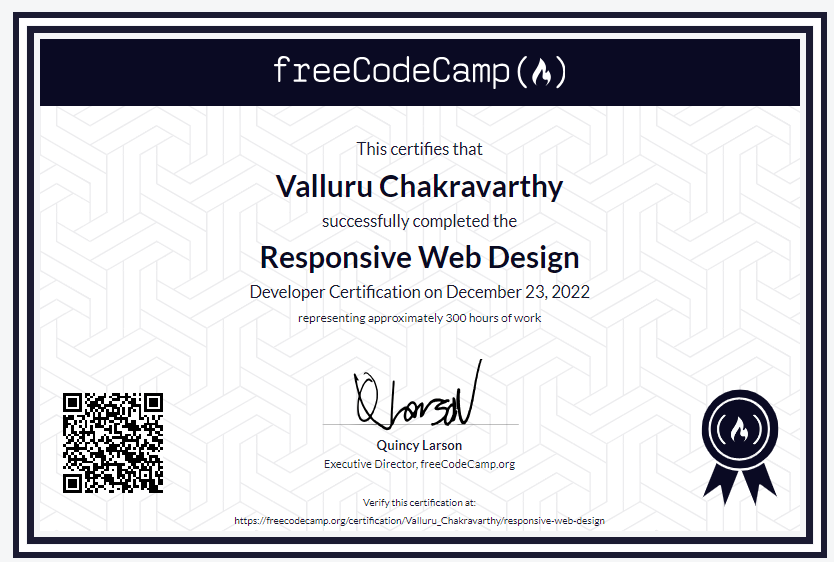 freeCodeCamp
This certifies that
Valluru Chakravarthy
successfully completed the
Responsive Web Design
Developer Certification on December 23, 2022
representing approximately 300 hours of work
QLarson
Quincy Larson
Executive Director, freeCodeCamp.org
Verify this certification at:
https://freecodecamp.org/certification/Valluru_Chakravarthy/responsive-web-design